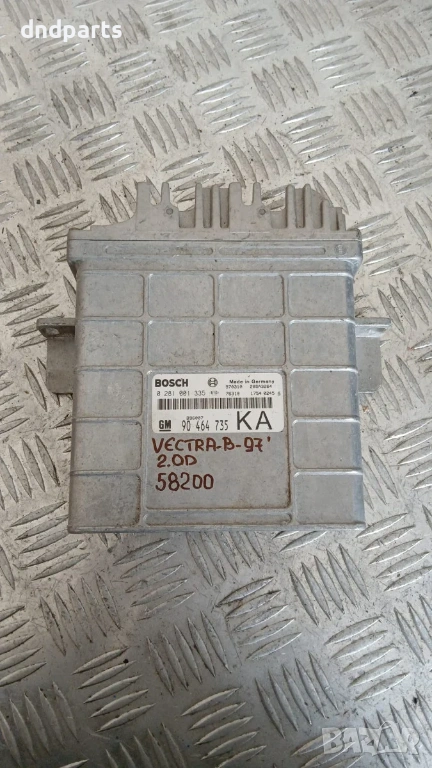 dndparts
BOSCH Made in Germany
0 281 001 335
GM 90 464 735 KA
VECTRA-B-97'
2.0D
58200
BAZAR